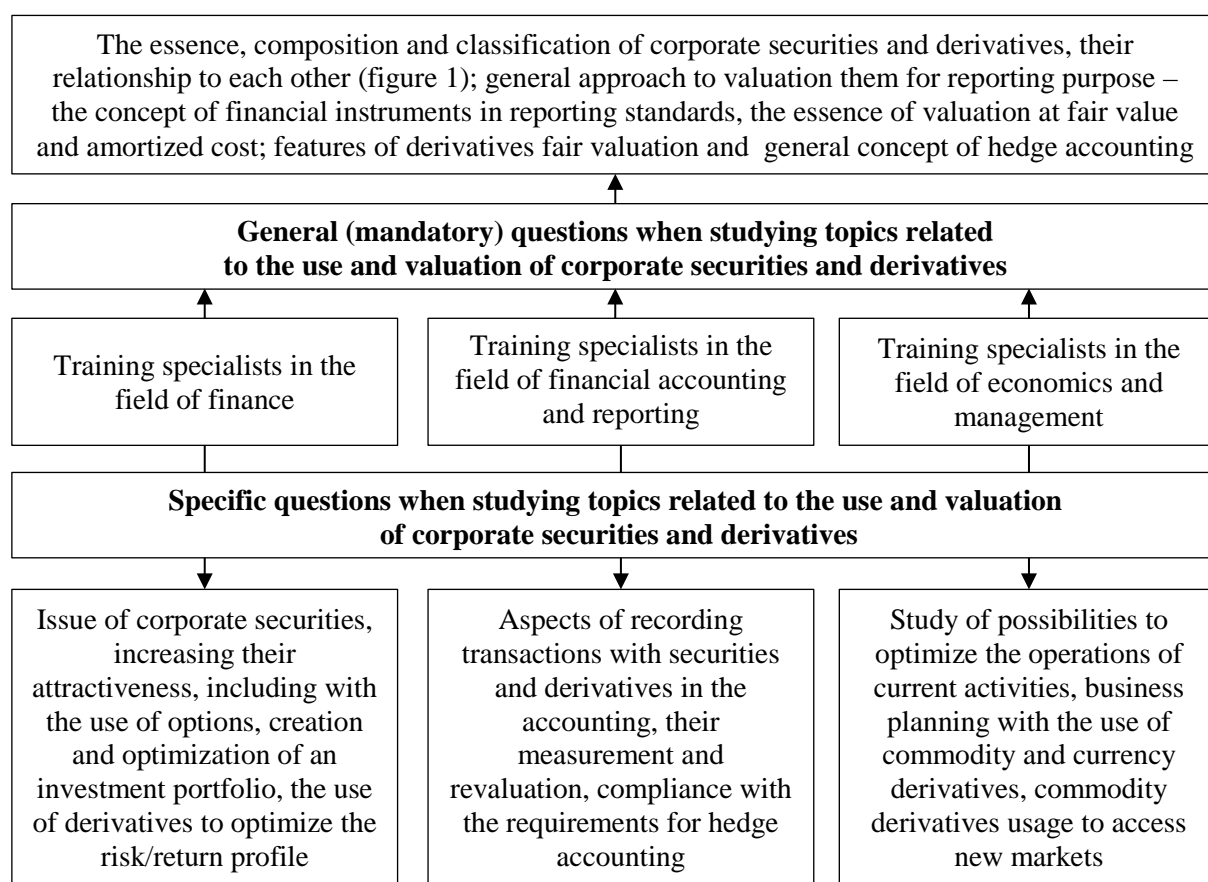 The essence, composition and classification of corporate securities and derivatives, their
relationship to each other (figure 1); general approach to valuation them for reporting purpose –
the concept of financial instruments in reporting standards, the essence of valuation at fair value
and amortized cost; features of derivatives fair valuation and general concept of hedge accounting
General (mandatory) questions when studying topics related
to the use and valuation of corporate securities and derivatives
Training specialists in the
field of finance
Training specialists in the
field of financial accounting
and reporting
Training specialists in the
field of economics and
management
Specific questions when studying topics related to the use and valuation
of corporate securities and derivatives
Issue of corporate securities,
increasing their
attractiveness, including with
the use of options, creation
and optimization of an
investment portfolio, the use
of derivatives to optimize the
risk/return profile
Aspects of recording
transactions with securities
and derivatives in the
accounting, their
measurement and
revaluation, compliance with
the requirements for hedge
accounting
Study of possibilities to
optimize the operations of
current activities, business
planning with the use of
commodity and currency
derivatives, commodity
derivatives usage to access
new markets